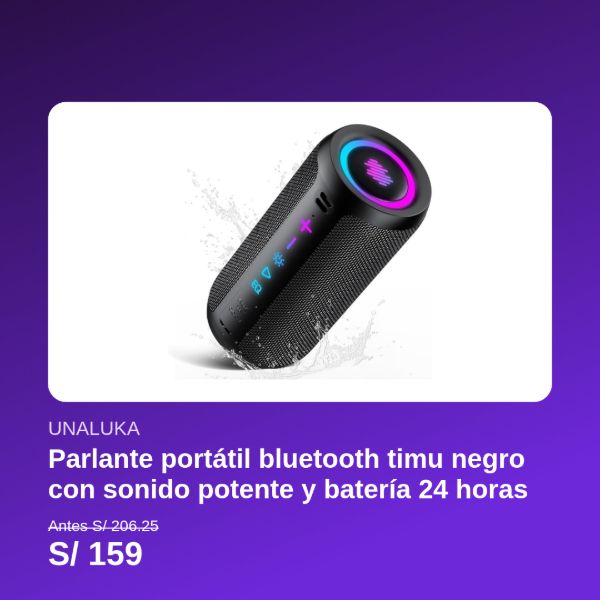 UNALUKA
Parlante portátil bluetooth timu negro
con sonido potente y batería 24 horas
Antes S/ 206.25
S/ 159